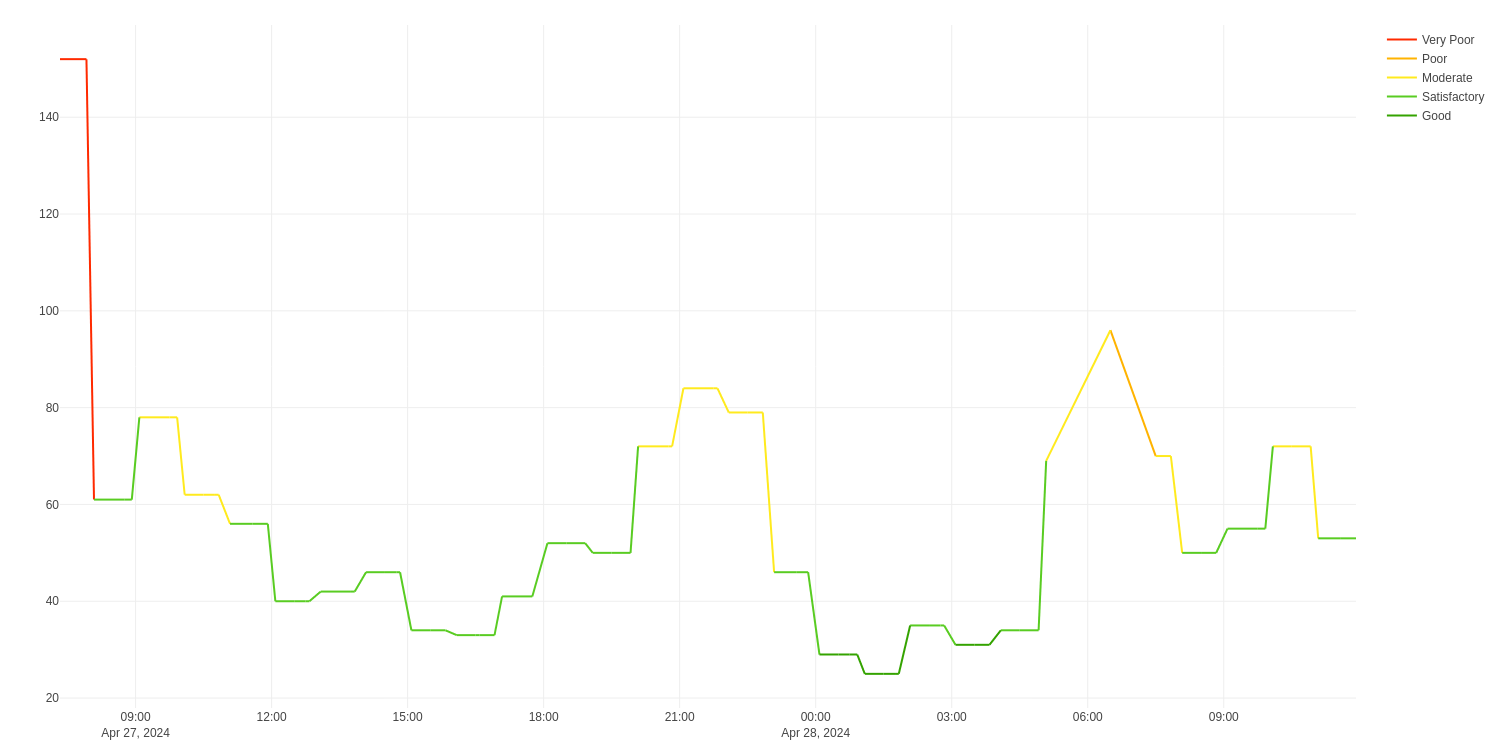 140
120
100
80
60
40
20
09:00
12:00
15:00
18:00
21:00
00:00
03:00
06:00
09:00
Apr 27, 2024
Apr 28, 2024
Very Poor
Poor
Moderate
Satisfactory
Good